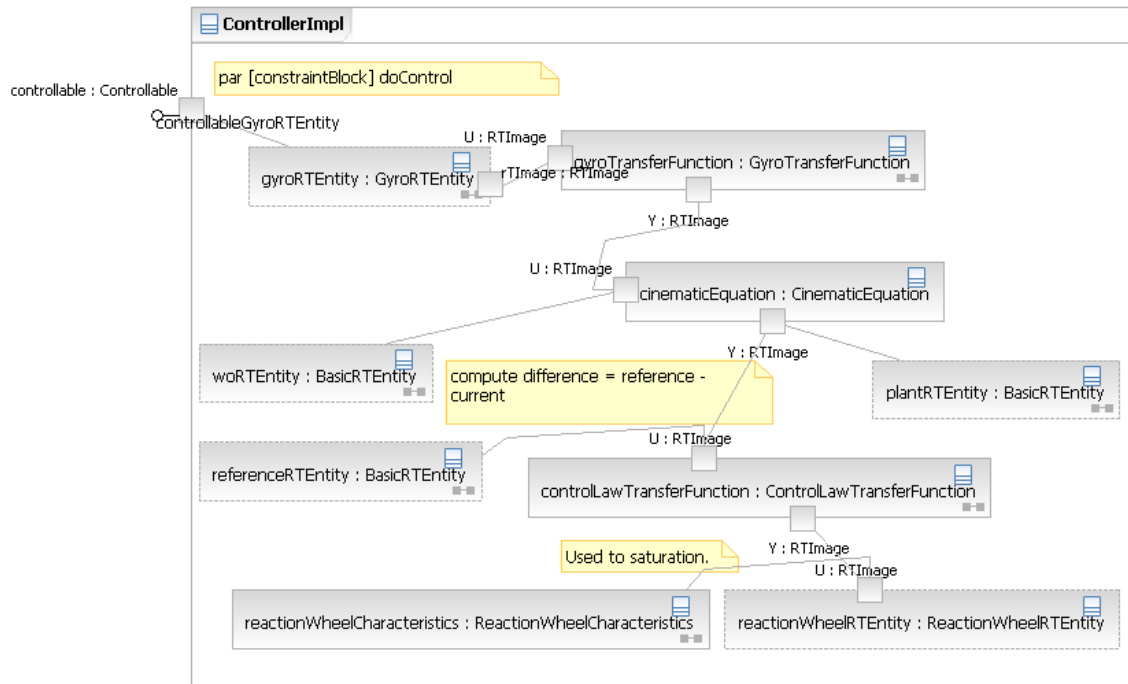 ControllerImpl
par [constraintBlock] doControl
controllable : Controllable
controllableGyroRTEntity
U : RTImage
gyroTransferFunction : GyroTransferFunction
gyroRTEntity : GyroRTEntity
rTImage : RTImage
Y : RTImage
U : RTImage
cinematicEquation : CinematicEquation
Y : RTImage
woRTEntity : BasicRTEntity
compute difference = reference -
current
plantRTEntity : BasicRTEntity
U : RTImage
referenceRTEntity : BasicRTEntity
controlLawTransferFunction : ControlLawTransferFunction
Used to saturation.
Y : RTImage
U : RTImage
reactionWheelCharacteristics : ReactionWheelCharacteristics
reactionWheelRTEntity : ReactionWheelRTEntity